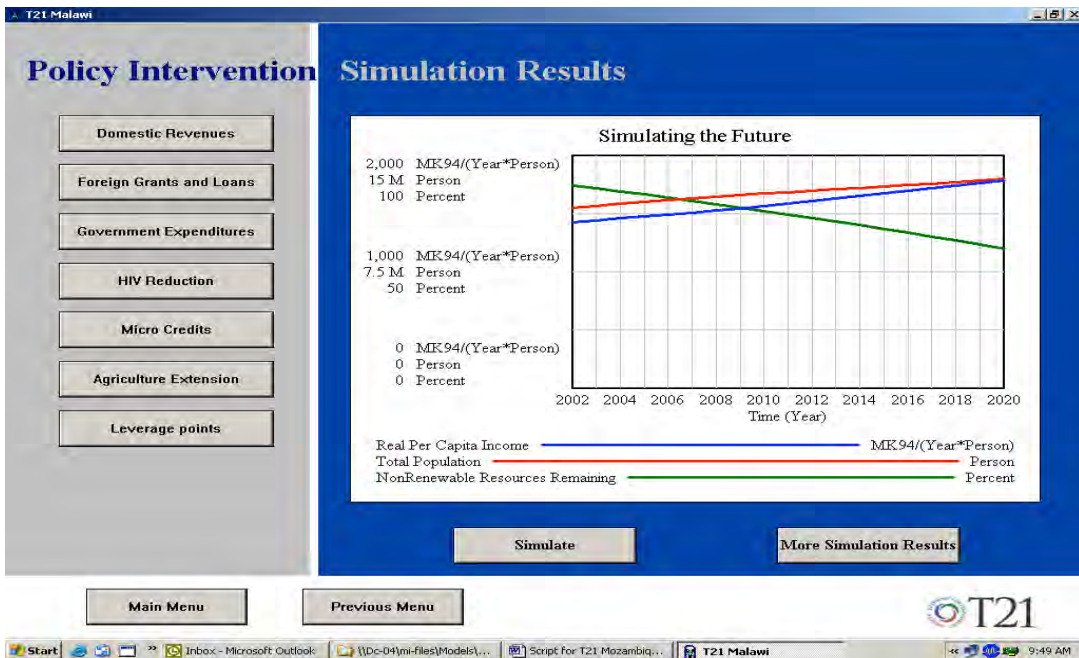 T21 Malawi
Policy Intervention
Domestic Revenues
Foreign Grants and Loans
Government Expenditures
HIV Reduction
Micro Credits
Agriculture Extension
Leverage points
Simulation Results
Simulating the Future
2,000 MK94/(Year*Person)
15 M Person
100 Percent
1,000 MK94/(Year*Person)
7.5 M Person
50 Percent
0 MK94/(Year*Person)
0 Person
0 Percent
2002 2004 2006 2008 2010 2012 2014 2016 2018 2020
Time (Year)
Real Per Capita Income MK94/(Year*Person)
Total Population Person
NonRenewable Resources Remaining Percent
Simulate
More Simulation Results
Main Menu
Previous Menu
T21
Start » Inbox - Microsoft Outlook \\Dc-04\mi-files\Models\... Script for T21 Mozambiq... T21 Malawi « 9:49 AM